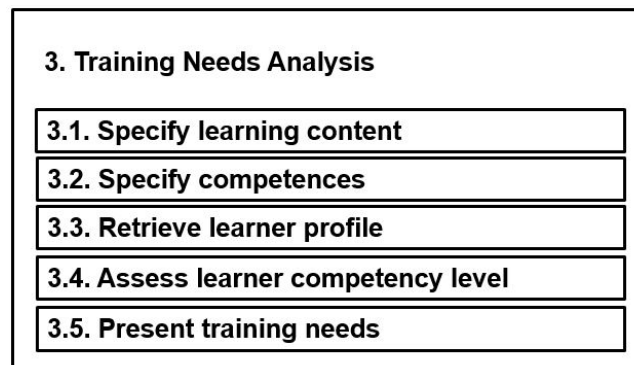 3. Training Needs Analysis
3.1. Specify learning content
3.2. Specify competences
3.3. Retrieve learner profile
3.4. Assess learner competency level
3.5. Present training needs